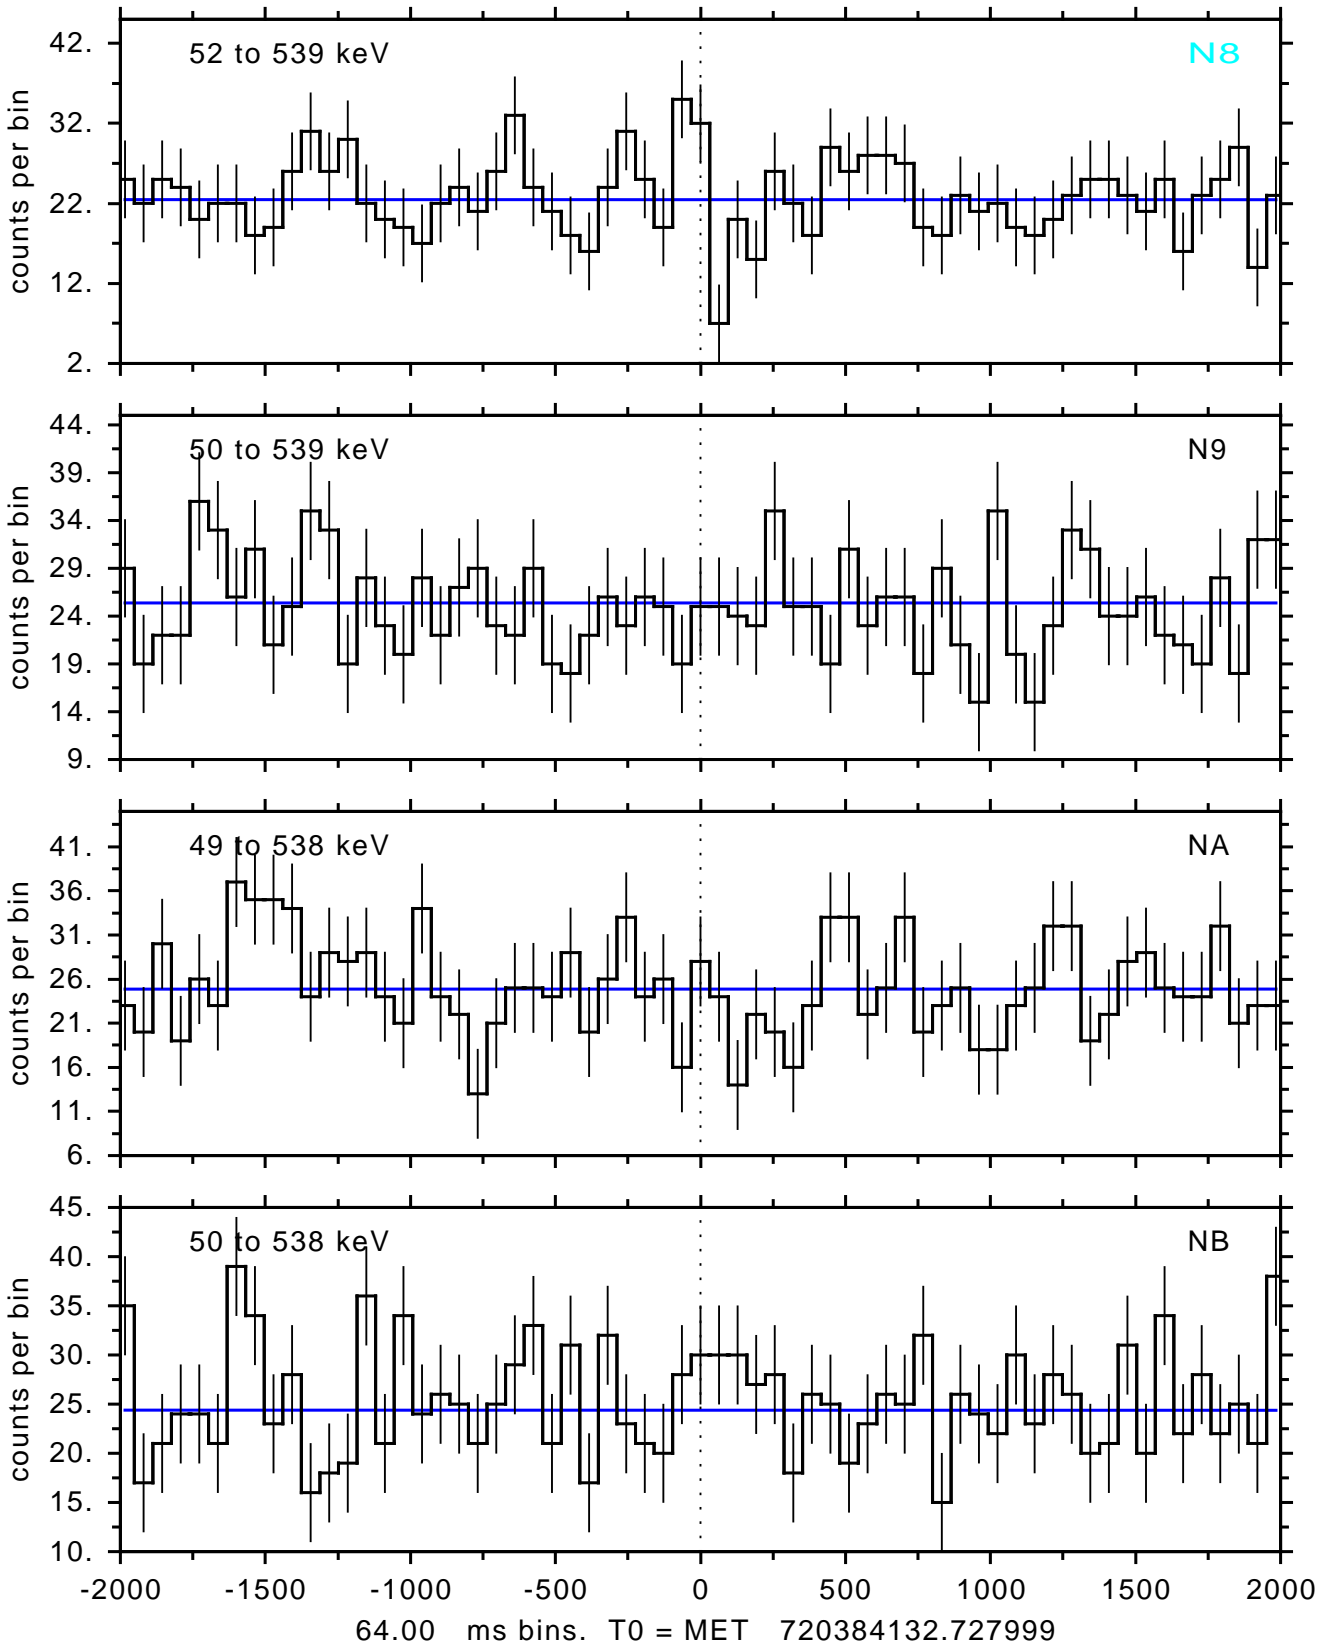 52 to 539 keV N8
42.
32.
22.
12.
2.
counts per bin
50 to 539 keV N9
44.
39.
34.
29.
24.
19.
14.
9.
counts per bin
49 to 538 keV NA
41.
36.
31.
26.
21.
16.
11.
6.
counts per bin
50 to 538 keV NB
45.
40.
35.
30.
25.
20.
15.
10.
counts per bin
-2000 -1500 -1000 -500 0 500 1000 1500 2000
64.00 ms bins. T0 = MET 720384132.727999